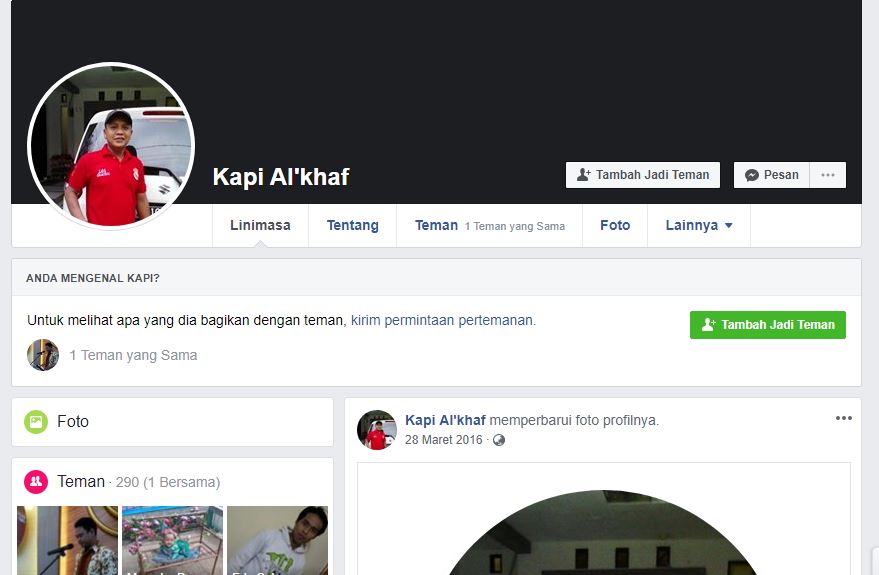 Kapi Al'khaf
Tambah Jadi Teman
Pesan
Linimasa
Tentang
Teman 1 Teman yang Sama
Foto
Lainnya
ANDA MENGENAL KAPI?
Untuk melihat apa yang dia bagikan dengan teman, kirim permintaan pertemanan.
Tambah Jadi Teman
1 Teman yang Sama
Foto
Teman · 290 (1 Bersama)
Kapi Al'khaf memperbarui foto profilnya.
28 Maret 2016 ·